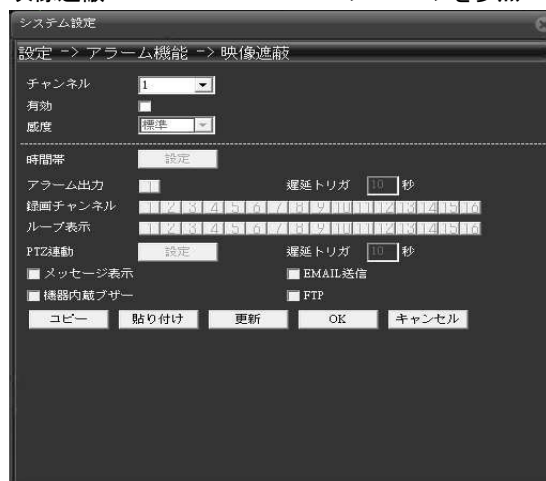 システム設定
設定 -> アラーム機能 -> 映像遮蔽
チャンネル 1
有効
感度 標準
時間帯 設定
アラーム出力 1 遅延トリガ 10 秒
録画チャンネル 1 2 3 4 5 6 7 8 9 10 11 12 13 14 15 16
ループ表示 1 2 3 4 5 6 7 8 9 10 11 12 13 14 15 16
PTZ連動 設定 遅延トリガ 10 秒
メッセージ表示 EMAIL送信
機器内蔵ブザー FTP
コピー 貼り付け 更新 OK キャンセル